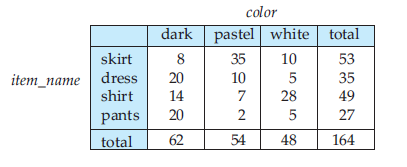 color
dark pastel white total
skirt 8 35 10 53
dress 20 10 5 35
item_name
shirt 14 7 28 49
pants 20 2 5 27
total 62 54 48 164